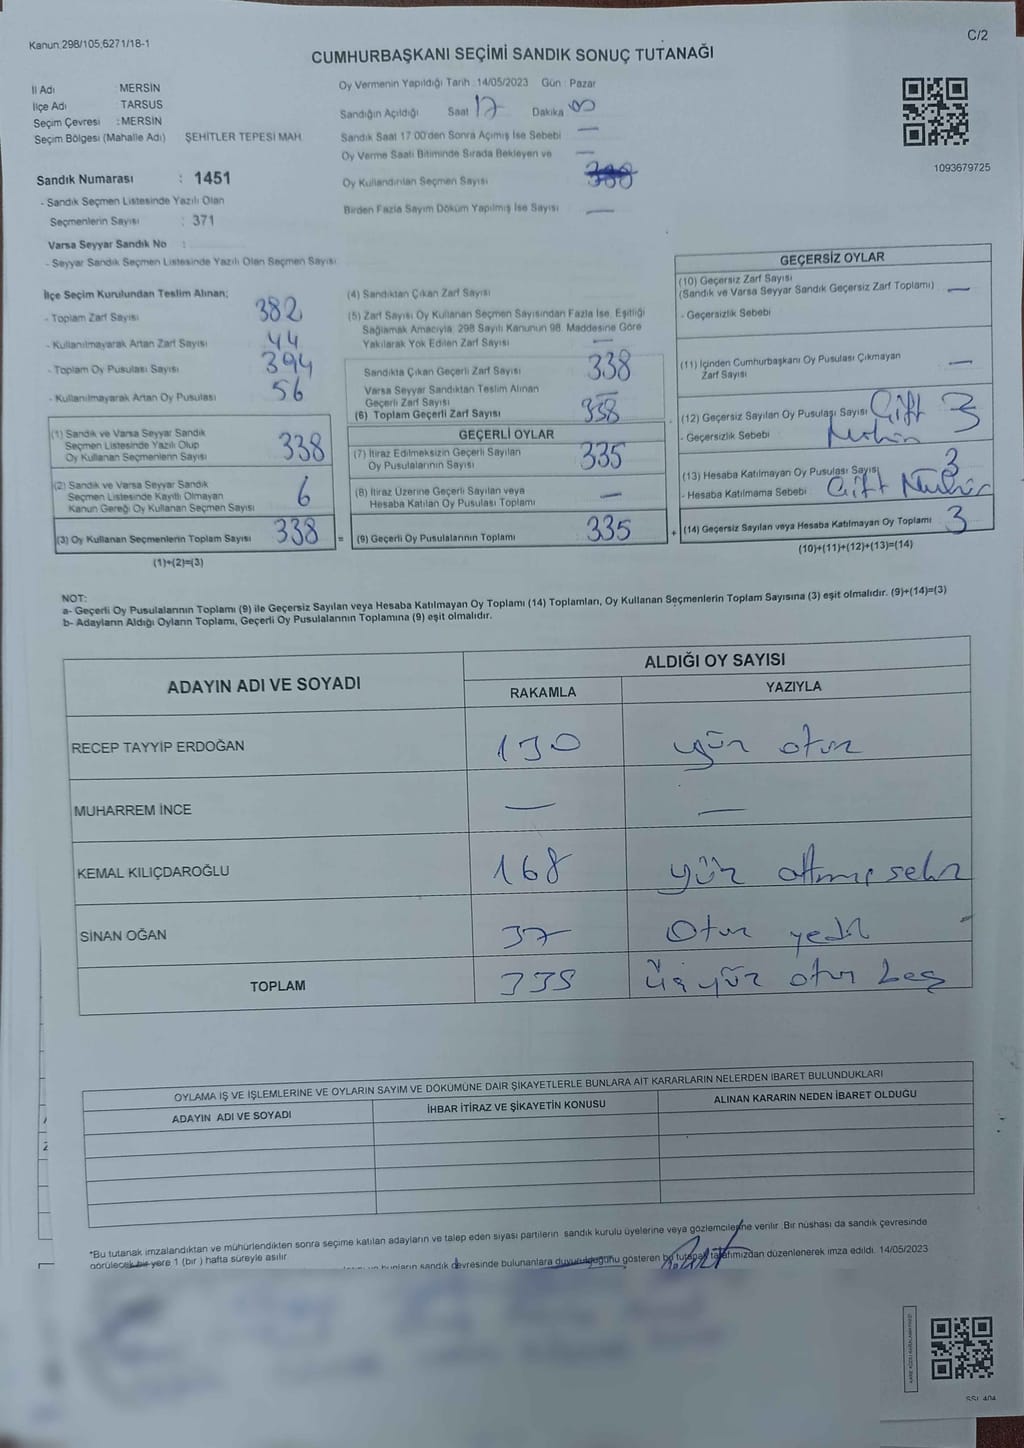 Kanun 298/105,6271/18-1
C/2
CUMHURBAŞKANI SEÇİMİ SANDIK SONUÇ TUTANAĞI
İl Adı MERSİN
İlçe Adı TARSUS
Seçim Çevresi : MERSİN
Seçim Bölgesi (Mahalle Adı) ŞEHİTLER TEPESİ MAH.
Oy Vermenin Yapıldığı Tarih : 14/05/2023 Gün : Pazar
Sandığın Açıldığı Saat 17 Dakika 00
Sandık Saat 17:00'den Sonra Açılmış İse Sebebi —
Oy Verme Saati Bitiminde Sırada Bekleyen ve —
Oy Kullandırılan Seçmen Sayısı
Birden Fazla Sayım Döküm Yapılmış İse Sayısı —
1093679725
Sandık Numarası : 1451
- Sandık Seçmen Listesinde Yazılı Olan
Seçmenlerin Sayısı : 371
Varsa Seyyar Sandık No :
- Seyyar Sandık Seçmen Listesinde Yazılı Olan Seçmen Sayısı
İlçe Seçim Kurulundan Teslim Alınan;
- Toplam Zarf Sayısı 382
- Kullanılmayarak Artan Zarf Sayısı 44
- Toplam Oy Pusulası Sayısı 394
- Kullanılmayarak Artan Oy Pusulası 56
(1) Sandık ve Varsa Seyyar Sandık
Seçmen Listesinde Yazılı Olup
Oy Kullanan Seçmenlerin Sayısı 338
(2) Sandık ve Varsa Seyyar Sandık
Seçmen Listesinde Kayıtlı Olmayan
Kanun Gereği Oy Kullanan Seçmen Sayısı 6
(3) Oy Kullanan Seçmenlerin Toplam Sayısı 338
(1)+(2)=(3)
(4) Sandıktan Çıkan Zarf Sayısı
(5) Zarf Sayısı Oy Kullanan Seçmen Sayısından Fazla İse, Eşitliği
Sağlamak Amacıyla, 298 Sayılı Kanunun 98. Maddesine Göre
Yakılarak Yok Edilen Zarf Sayısı —
Sandıkta Çıkan Geçerli Zarf Sayısı 338
Varsa Seyyar Sandıktan Teslim Alınan
Geçerli Zarf Sayısı
(6) Toplam Geçerli Zarf Sayısı 338
GEÇERLİ OYLAR
(7) İtiraz Edilmeksizin Geçerli Sayılan
Oy Pusulalarının Sayısı 335
(8) İtiraz Üzerine Geçerli Sayılan veya
Hesaba Katılan Oy Pusulası Toplamı —
= (9) Geçerli Oy Pusulalarının Toplamı 335
GEÇERSİZ OYLAR
(10) Geçersiz Zarf Sayısı
(Sandık ve Varsa Seyyar Sandık Geçersiz Zarf Toplamı) —
- Geçersizlik Sebebi
(11) İçinden Cumhurbaşkanı Oy Pusulası Çıkmayan
Zarf Sayısı —
(12) Geçersiz Sayılan Oy Pusulası Sayısı Çift 3
- Geçersizlik Sebebi Mühür
(13) Hesaba Katılmayan Oy Pusulası Sayısı 3
- Hesaba Katılmama Sebebi Çift Mühür
+ (14) Geçersiz Sayılan veya Hesaba Katılmayan Oy Toplamı 3
(10)+(11)+(12)+(13)=(14)
NOT:
a- Geçerli Oy Pusulalarının Toplamı (9) ile Geçersiz Sayılan veya Hesaba Katılmayan Oy Toplamı (14) Toplamları, Oy Kullanan Seçmenlerin Toplam Sayısına (3) eşit olmalıdır. (9)+(14)=(3)
b- Adayların Aldığı Oyların Toplamı, Geçerli Oy Pusulalarının Toplamına (9) eşit olmalıdır.
ADAYIN ADI VE SOYADI
ALDIĞI OY SAYISI
RAKAMLA YAZIYLA
RECEP TAYYİP ERDOĞAN 130 yüz otuz
MUHARREM İNCE — —
KEMAL KILIÇDAROĞLU 168 yüz altmış sekiz
SİNAN OĞAN 37 Otuz yedi
TOPLAM 335 üç yüz otuz beş
OYLAMA İŞ VE İŞLEMLERİNE VE OYLARIN SAYIM VE DÖKÜMÜNE DAİR ŞİKAYETLERLE BUNLARA AİT KARARLARIN NELERDEN İBARET BULUNDUKLARI
ADAYIN ADI VE SOYADI İHBAR İTİRAZ VE ŞİKAYETİN KONUSU ALINAN KARARIN NEDEN İBARET OLDUĞU
*Bu tutanak imzalandıktan ve mühürlendikten sonra seçime katılan adayların ve talep eden siyasi partilerin sandık kurulu üyelerine veya gözlemcilerine verilir. Bir nüshası da sandık çevresinde
görülecek bir yere 1 (bir) hafta süreyle asılır.
bunların sandık çevresinde bulunanlara duyurulduğunu gösteren bu tutanak tarafımızdan düzenlenerek imza edildi. 14/05/2023